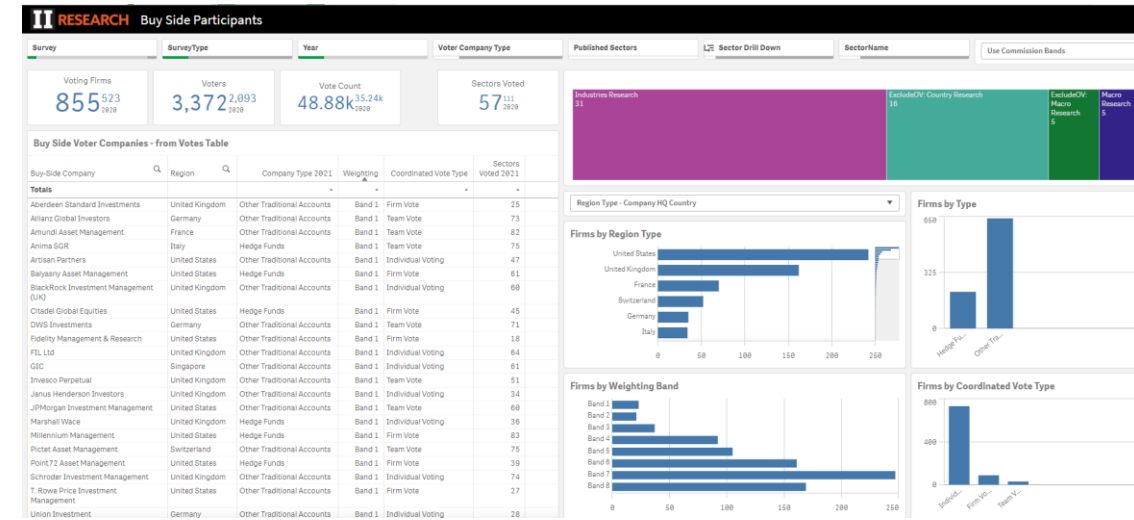 II RESEARCH Buy Side Participants
Survey SurveyType Year Voter Company Type Published Sectors Sector Drill Down SectorName Use Commission Bands
Voting Firms
855 523 2020
Voters
3,372 2,093 2020
Vote Count
48.88k 35.24k 2020
Sectors Voted
57 111 2020
Industries Research
31
ExcludeOV: Country Research
16
ExcludeOV:
Macro
Research
5
Macro
Research
5
Buy Side Voter Companies - from Votes Table
Buy-Side Company Region Company Type 2021 Weighting Coordinated Vote Type Sectors Voted 2021
Totals - - - -
Aberdeen Standard Investments United Kingdom Other Traditional Accounts Band 1 Firm Vote 25
Allianz Global Investors Germany Other Traditional Accounts Band 1 Team Vote 73
Amundi Asset Management France Other Traditional Accounts Band 1 Team Vote 82
Anima SGR Italy Hedge Funds Band 1 Team Vote 75
Artisan Partners United States Other Traditional Accounts Band 1 Individual Voting 47
Balyasny Asset Management United States Hedge Funds Band 1 Firm Vote 61
BlackRock Investment Management (UK) United Kingdom Other Traditional Accounts Band 1 Individual Voting 60
Citadel Global Equities United States Hedge Funds Band 1 Firm Vote 45
DWS Investments Germany Other Traditional Accounts Band 1 Team Vote 71
Fidelity Management & Research United States Other Traditional Accounts Band 1 Firm Vote 18
FIL Ltd United Kingdom Other Traditional Accounts Band 1 Individual Voting 64
GIC Singapore Other Traditional Accounts Band 1 Individual Voting 61
Invesco Perpetual United Kingdom Other Traditional Accounts Band 1 Team Vote 51
Janus Henderson Investors United Kingdom Other Traditional Accounts Band 1 Individual Voting 34
JPMorgan Investment Management United States Other Traditional Accounts Band 1 Team Vote 60
Marshall Wace United Kingdom Hedge Funds Band 1 Individual Voting 36
Millennium Management United States Hedge Funds Band 1 Firm Vote 83
Pictet Asset Management Switzerland Other Traditional Accounts Band 1 Team Vote 75
Point72 Asset Management United States Hedge Funds Band 1 Firm Vote 39
Schroder Investment Management United Kingdom Other Traditional Accounts Band 1 Individual Voting 74
T. Rowe Price Investment Management United States Other Traditional Accounts Band 1 Firm Vote 27
Union Investment Germany Other Traditional Accounts Band 1 Individual Voting 28
Region Type - Company HQ Country
Firms by Region Type
United States
United Kingdom
France
Switzerland
Germany
Italy
0 50 100 150 200 250
Firms by Type
650
325
0
Hedge Fu... Other Tra...
Firms by Weighting Band
Band 1
Band 2
Band 3
Band 4
Band 5
Band 6
Band 7
Band 8
0 50 100 150 200 250
Firms by Coordinated Vote Type
800
400
0
Individ... Firm Vo... Team V...